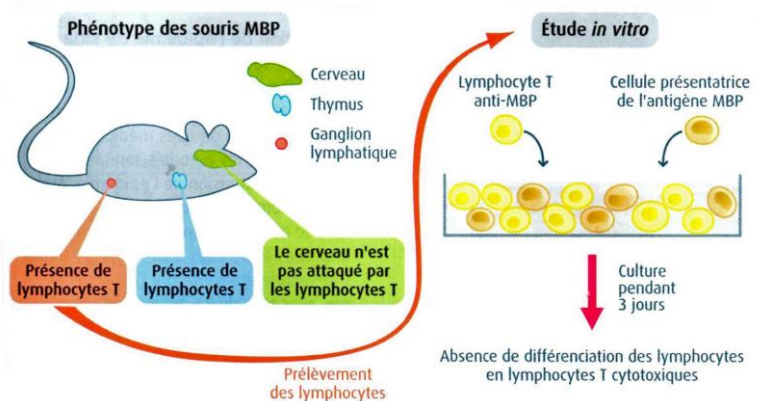 Phénotype des souris MBP
Cerveau
Thymus
Ganglion
lymphatique
Présence de
lymphocytes T
Présence de
lymphocytes T
Le cerveau n'est
pas attaqué par
les lymphocytes T
Prélèvement
des lymphocytes
Étude in vitro
Lymphocyte T
anti-MBP
Cellule présentatrice
de l'antigène MBP
Culture
pendant
3 jours
Absence de différenciation des lymphocytes
en lymphocytes T cytotoxiques